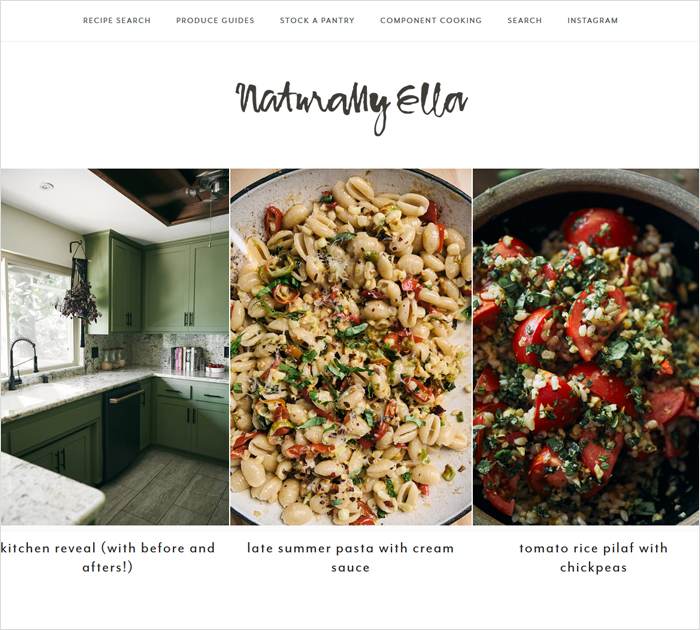 RECIPE SEARCH PRODUCE GUIDES STOCK A PANTRY COMPONENT COOKING SEARCH INSTAGRAM
Naturally Ella
kitchen reveal (with before and
afters!)
late summer pasta with cream
sauce
tomato rice pilaf with
chickpeas